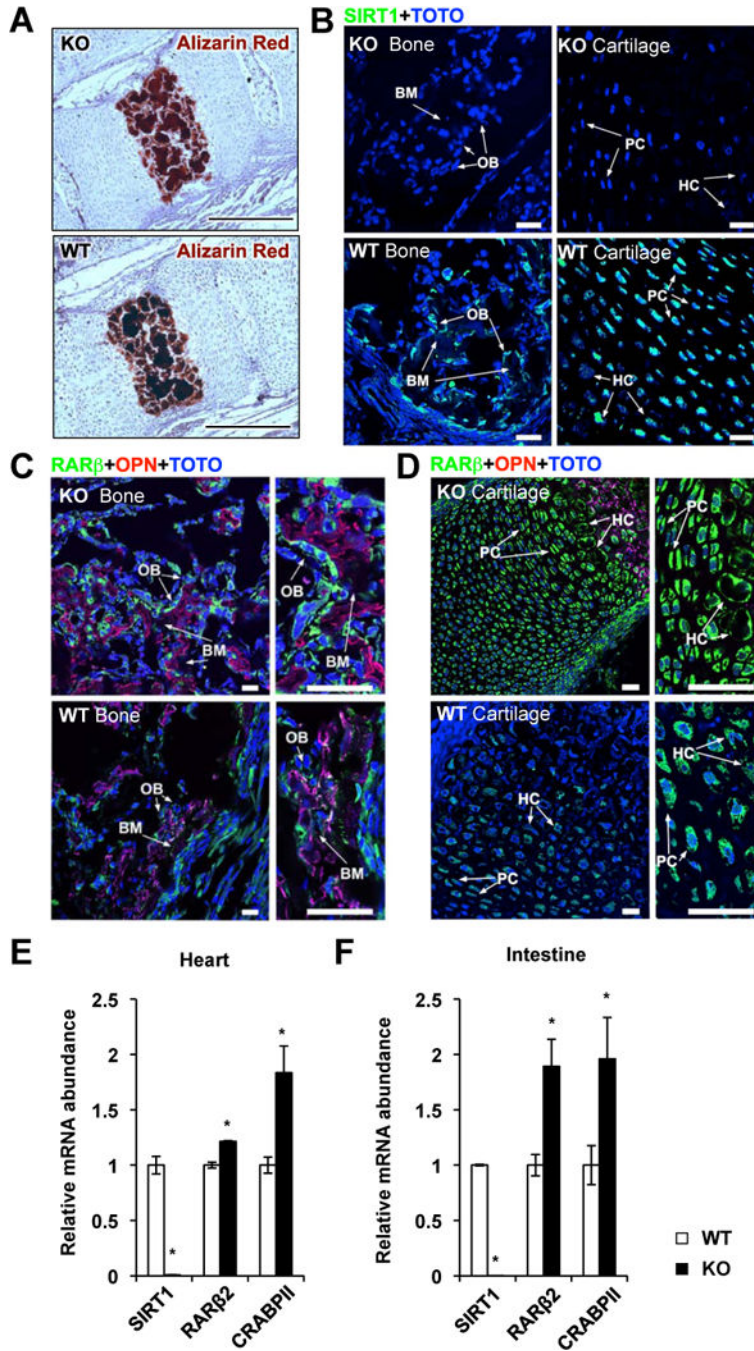 A
KO
Alizarin Red
WT
Alizarin Red
B
SIRT1+TOTO
KO Bone
BM
OB
KO Cartilage
PC
HC
WT Bone
OB
BM
WT Cartilage
PC
HC
C
RARβ+OPN+TOTO
KO Bone
OB
BM
OB
BM
WT Bone
OB
BM
OB
BM
D
RARβ+OPN+TOTO
KO Cartilage
HC
PC
PC
HC
WT Cartilage
HC
PC
HC
PC
E
Heart
Relative mRNA abundance
2.5
2
1.5
1
0.5
0
*
*
*
SIRT1
RARβ2
CRABPII
F
Intestine
Relative mRNA abundance
2.5
2
1.5
1
0.5
0
*
*
*
SIRT1
RARβ2
CRABPII
WT
KO